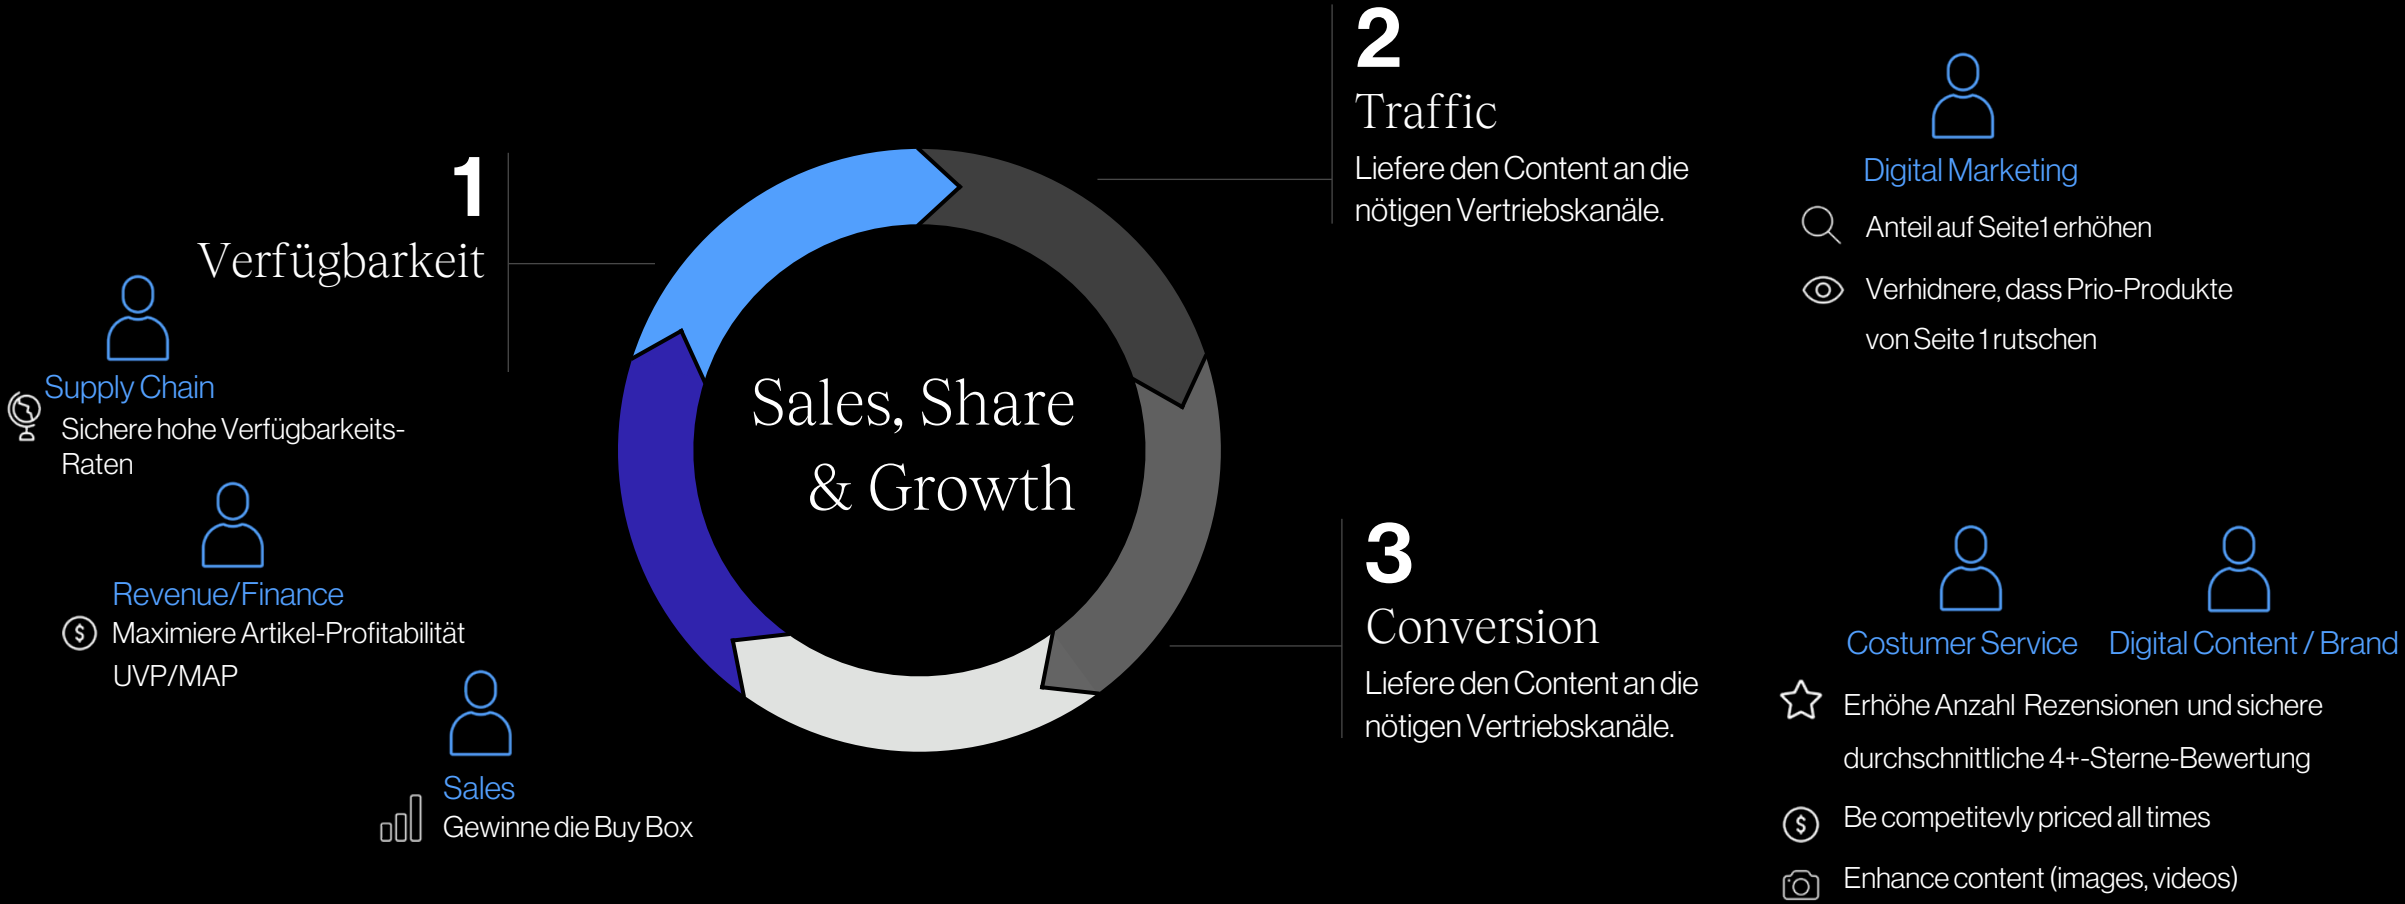 1
Verfügbarkeit
Supply Chain
Sichere hohe Verfügbarkeits-
Raten
Revenue/Finance
Maximiere Artikel-Profitabilität
UVP/MAP
Sales
Gewinne die Buy Box
Sales, Share
& Growth
2
Traffic
Liefere den Content an die
nötigen Vertriebskanäle.
Digital Marketing
Anteil auf Seite1 erhöhen
Verhidnere, dass Prio-Produkte
von Seite 1 rutschen
3
Conversion
Liefere den Content an die
nötigen Vertriebskanäle.
Costumer Service
Digital Content / Brand
Erhöhe Anzahl Rezensionen und sichere
durchschnittliche 4+-Sterne-Bewertung
Be competitevly priced all times
Enhance content (images, videos)